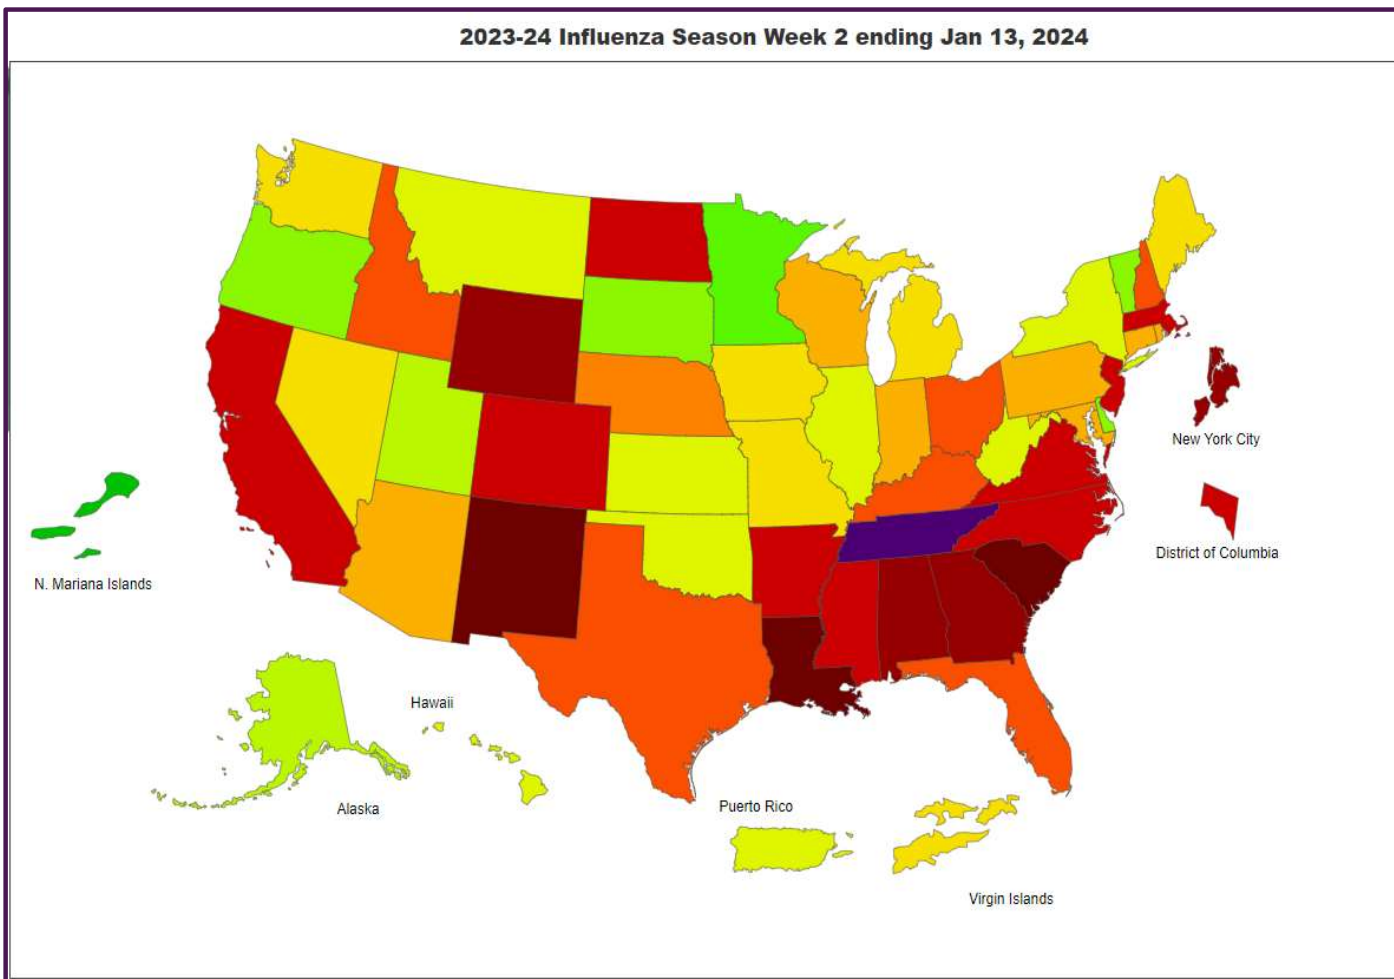 2023-24 Influenza Season Week 2 ending Jan 13, 2024
New York City
District of Columbia
N. Mariana Islands
Hawaii
Alaska
Puerto Rico
Virgin Islands